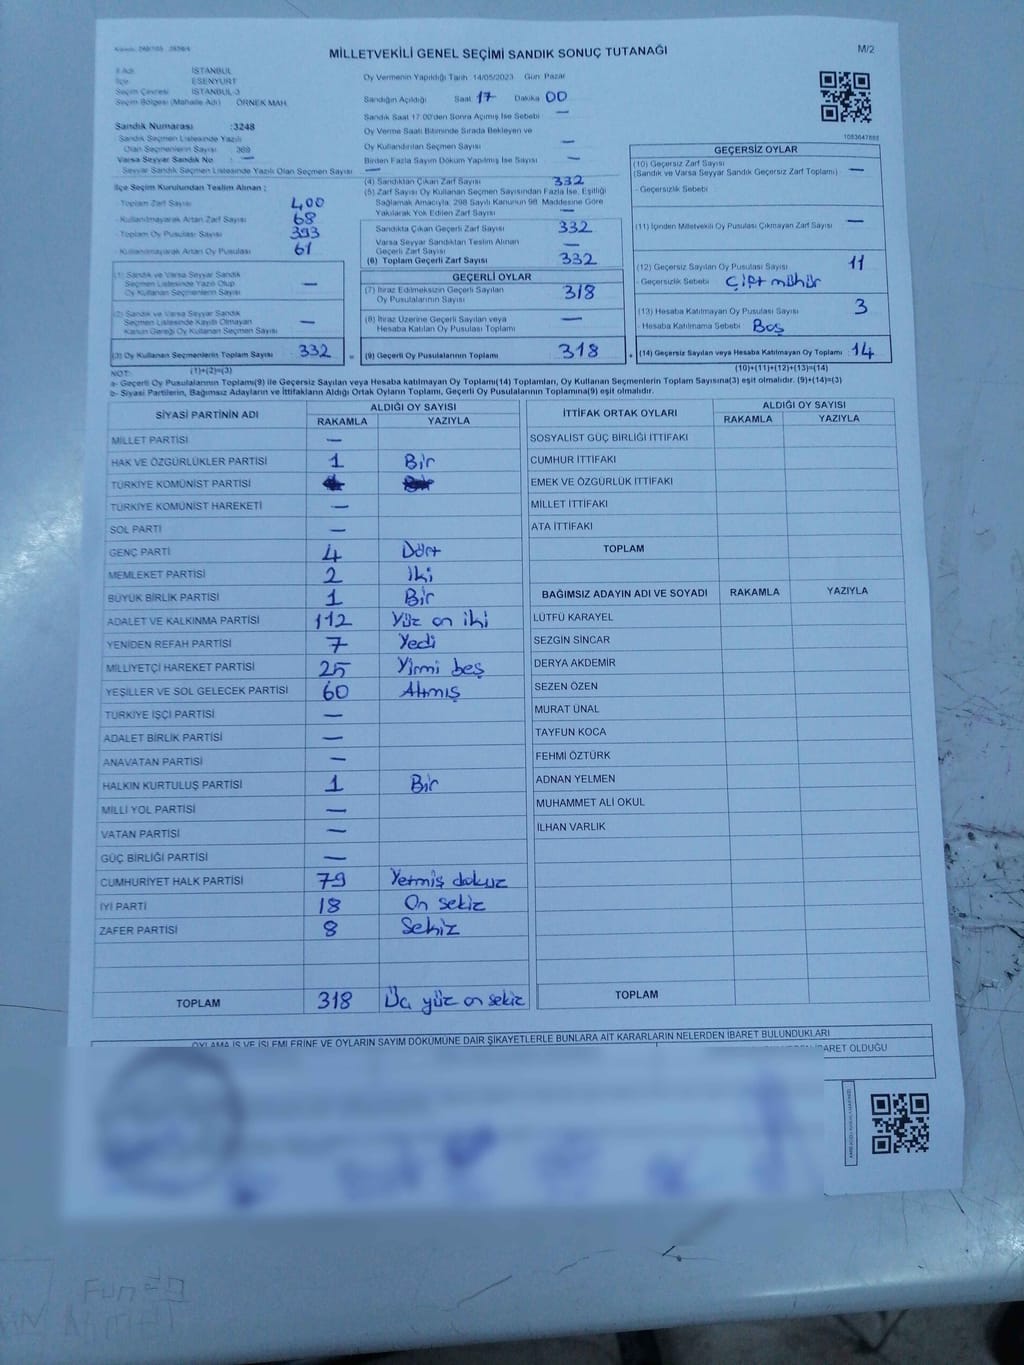 MİLLETVEKİLİ GENEL SEÇİMİ SANDIK SONUÇ TUTANAĞI
M/2
İl Adı : İSTANBUL
İlçe : ESENYURT
Seçim Çevresi : İSTANBUL-3
Seçim Bölgesi (Mahalle Adı) : ÖRNEK MAH.
Sandık Numarası :3248
Sandık Seçmen Listesinde Yazılı
Olan Seçmenlerin Sayısı : 369
Varsa Seyyar Sandık No : —
Seyyar Sandık Seçmen Listesinde Yazılı Olan Seçmen Sayısı : —
İlçe Seçim Kurulundan Teslim Alınan ;
Toplam Zarf Sayısı 400
Kullanılmayarak Artan Zarf Sayısı 68
Toplam Oy Pusulası Sayısı 393
Kullanılmayarak Artan Oy Pusulası 61
(1) Sandık ve Varsa Seyyar Sandık
Seçmen Listesinde Yazılı Olup
Oy Kullanan Seçmenlerin Sayısı —
(2) Sandık ve Varsa Seyyar Sandık
Seçmen Listesinde Kayıtlı Olmayan
Kanun Gereği Oy Kullanan Seçmen Sayısı —
(3) Oy Kullanan Seçmenlerin Toplam Sayısı 332
Oy Vermenin Yapıldığı Tarih 14/05/2023 Gün: Pazar
Sandığın Açıldığı Saat 17 Dakika 00
Sandık Saat 17.00'den Sonra Açılmış İse Sebebi —
Oy Verme Saati Bitiminde Sırada Bekleyen ve
Oy Kullandırılan Seçmen Sayısı —
Birden Fazla Sayım Döküm Yapılmış İse Sayısı —
(4) Sandıktan Çıkan Zarf Sayısı 332
(5) Zarf Sayısı Oy Kullanan Seçmen Sayısından Fazla İse, Eşitliği
Sağlamak Amacıyla, 298 Sayılı Kanunun 98. Maddesine Göre
Yakılarak Yok Edilen Zarf Sayısı —
Sandıkta Çıkan Geçerli Zarf Sayısı 332
Varsa Seyyar Sandıktan Teslim Alınan
Geçerli Zarf Sayısı —
(6) Toplam Geçerli Zarf Sayısı 332
GEÇERLİ OYLAR
(7) İtiraz Edilmeksizin Geçerli Sayılan
Oy Pusulalarının Sayısı 318
(8) İtiraz Üzerine Geçerli Sayılan veya
Hesaba Katılan Oy Pusulası Toplamı —
= (9) Geçerli Oy Pusulalarının Toplamı 318
1083647888
GEÇERSİZ OYLAR
(10) Geçersiz Zarf Sayısı
(Sandık ve Varsa Seyyar Sandık Geçersiz Zarf Toplamı) —
- Geçersizlik Sebebi
(11) İçinden Milletvekili Oy Pusulası Çıkmayan Zarf Sayısı —
(12) Geçersiz Sayılan Oy Pusulası Sayısı 11
- Geçersizlik Sebebi Çift mühür
(13) Hesaba Katılmayan Oy Pusulası Sayısı 3
- Hesaba Katılmama Sebebi Boş
+ (14) Geçersiz Sayılan veya Hesaba Katılmayan Oy Toplamı 14
NOT: (1)+(2)=(3) (10)+(11)+(12)+(13)=(14)
a- Geçerli Oy Pusulalarının Toplamı(9) ile Geçersiz Sayılan veya Hesaba katılmayan Oy Toplamı(14) Toplamları, Oy Kullanan Seçmenlerin Toplam Sayısına(3) eşit olmalıdır. (9)+(14)=(3)
b- Siyasi Partilerin, Bağımsız Adayların ve İttifakların Aldığı Ortak Oyların Toplamı, Geçerli Oy Pusulalarının Toplamına(9) eşit olmalıdır.
SİYASİ PARTİNİN ADI ALDIĞI OY SAYISI
RAKAMLA YAZIYLA
MİLLET PARTİSİ —
HAK VE ÖZGÜRLÜKLER PARTİSİ 1 Bir
TÜRKİYE KOMÜNİST PARTİSİ
TÜRKİYE KOMÜNİST HAREKETİ —
SOL PARTİ —
GENÇ PARTİ 4 Dört
MEMLEKET PARTİSİ 2 İki
BÜYÜK BİRLİK PARTİSİ 1 Bir
ADALET VE KALKINMA PARTİSİ 112 Yüz on iki
YENİDEN REFAH PARTİSİ 7 Yedi
MİLLİYETÇİ HAREKET PARTİSİ 25 Yirmi beş
YEŞİLLER VE SOL GELECEK PARTİSİ 60 Atmış
TÜRKİYE İŞÇİ PARTİSİ —
ADALET BİRLİK PARTİSİ —
ANAVATAN PARTİSİ —
HALKIN KURTULUŞ PARTİSİ 1 Bir
MİLLİ YOL PARTİSİ —
VATAN PARTİSİ —
GÜÇ BİRLİĞİ PARTİSİ —
CUMHURİYET HALK PARTİSİ 79 Yetmiş dokuz
İYİ PARTİ 18 On sekiz
ZAFER PARTİSİ 8 Sekiz
TOPLAM 318 Üç yüz on sekiz
İTTİFAK ORTAK OYLARI ALDIĞI OY SAYISI
RAKAMLA YAZIYLA
SOSYALİST GÜÇ BİRLİĞİ İTTİFAKI
CUMHUR İTTİFAKI
EMEK VE ÖZGÜRLÜK İTTİFAKI
MİLLET İTTİFAKI
ATA İTTİFAKI
TOPLAM
BAĞIMSIZ ADAYIN ADI VE SOYADI RAKAMLA YAZIYLA
LÜTFÜ KARAYEL
SEZGİN SİNCAR
DERYA AKDEMİR
SEZEN ÖZEN
MURAT ÜNAL
TAYFUN KOCA
FEHMİ ÖZTÜRK
ADNAN YELMEN
MUHAMMET ALİ OKUL
İLHAN VARLIK
TOPLAM
OYLAMA İŞ VE İŞLEMLERİNE VE OYLARIN SAYIM DÖKÜMÜNE DAİR ŞİKAYETLERLE BUNLARA AİT KARARLARIN NELERDEN İBARET BULUNDUKLARI
İBARET OLDUĞU